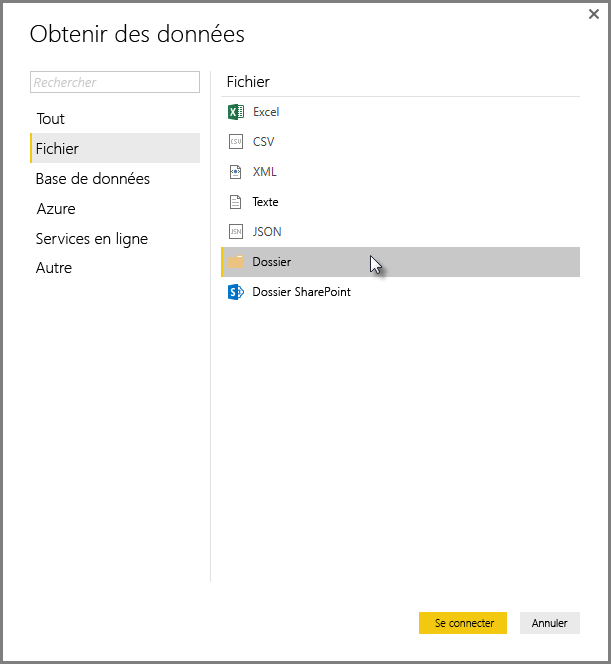 Obtenir des données
Rechercher
Tout
Fichier
Base de données
Azure
Services en ligne
Autre
Fichier
Excel
CSV
XML
Texte
JSON
Dossier
Dossier SharePoint
Se connecter
Annuler